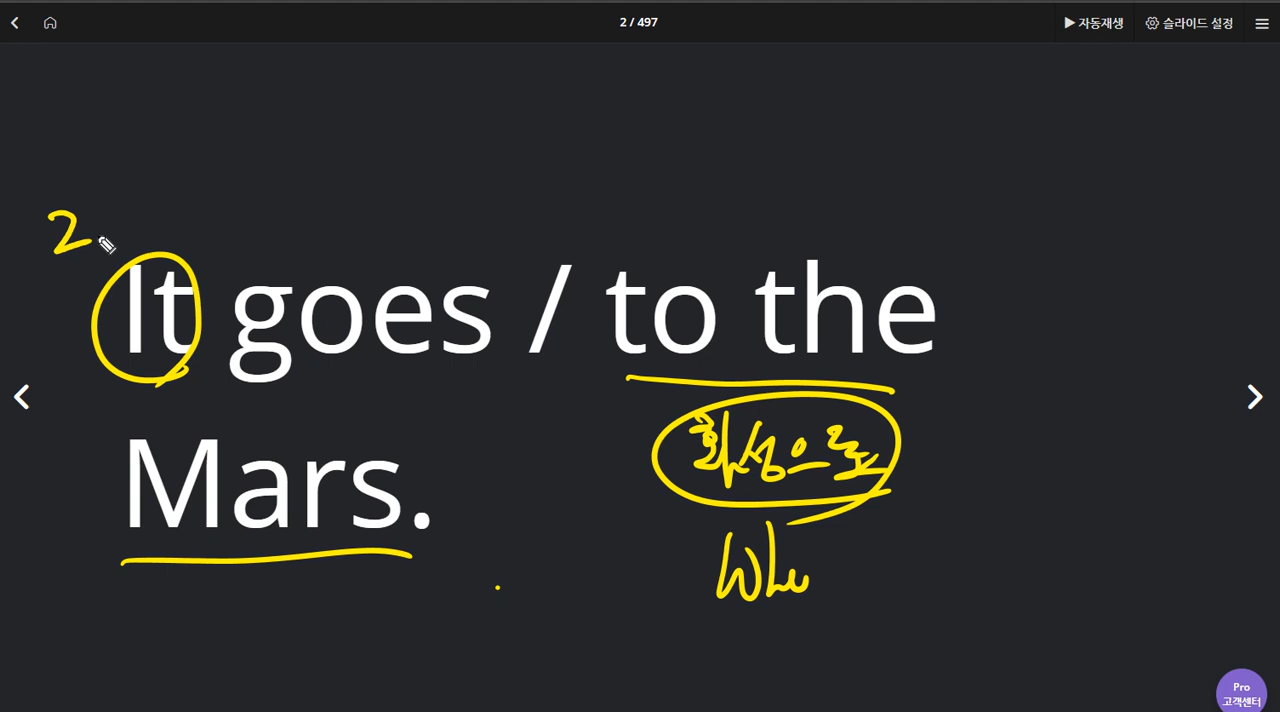 2 / 497
자동재생
슬라이드 설정
2
It goes / to the
화성으로
Mars.
Pro
고객센터